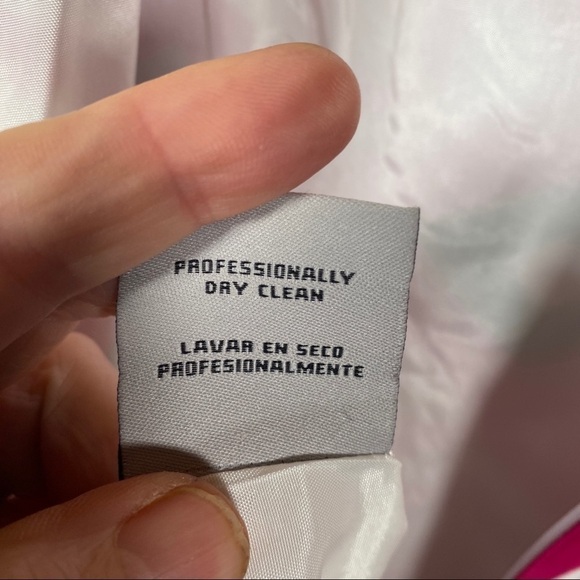 PROFESSIONALLY
DRY CLEAN
LAVAR EN SECO
PROFESIONALMENTE